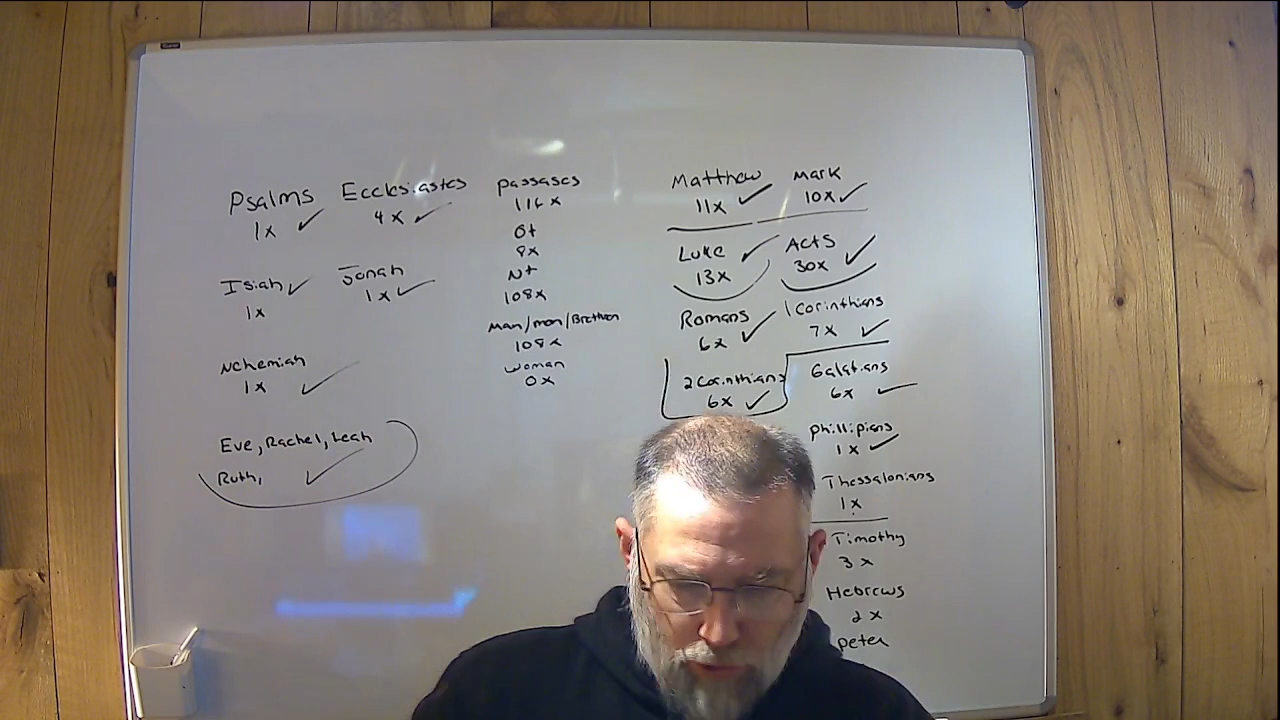 Psalms Ecclesiastes
1x ✓ 4x ✓
Isiah ✓ Jonah
1x 1x ✓
Nehemiah
1x ✓
Eve, Rachel, Leah
Ruth, ✓
passages
116x
Ot
8x
Nt
108x
Man/men/Brethren
108x
woman
0x
Matthew Mark
11x ✓ 10x ✓
Luke ✓ Acts ✓
13x 30x
Romans 1 Corinthians
6x ✓ 7x ✓
2 Corinthians Galatians
6x ✓ 6x ✓
phillipians
1x ✓
Thessalonians
1x
Timothy
3x
Hebrews
2x
peter